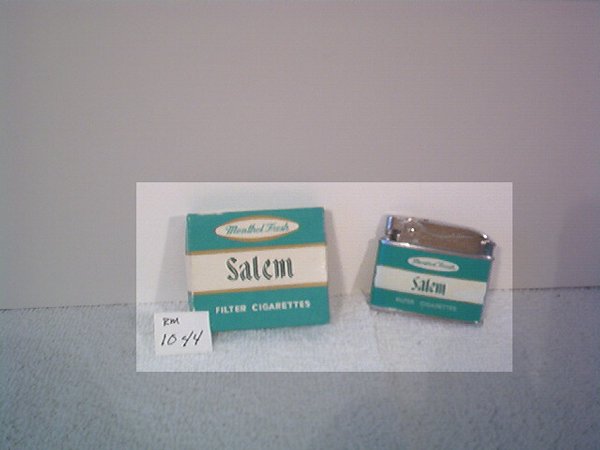 Menthol Fresh
Salem
FILTER CIGARETTES
RM
1044
Menthol Fresh
Salem
FILTER CIGARETTES